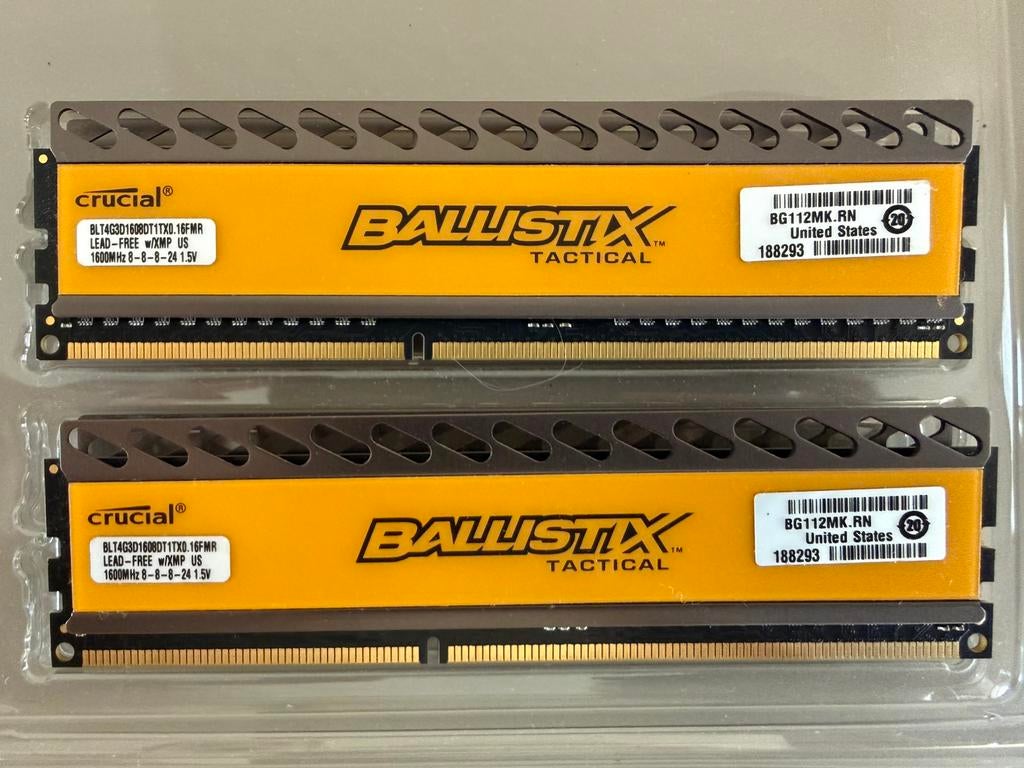 crucial®
BLT4G3D1608DT1TX0.16FMR
LEAD-FREE w/XMP US
1600MHz 8-8-8-24 1.5V
BALLISTIX™
TACTICAL
BG112MK.RN
20
United States
188293
crucial®
BLT4G3D1608DT1TX0.16FMR
LEAD-FREE w/XMP US
1600MHz 8-8-8-24 1.5V
BALLISTIX™
TACTICAL
BG112MK.RN
20
United States
188293